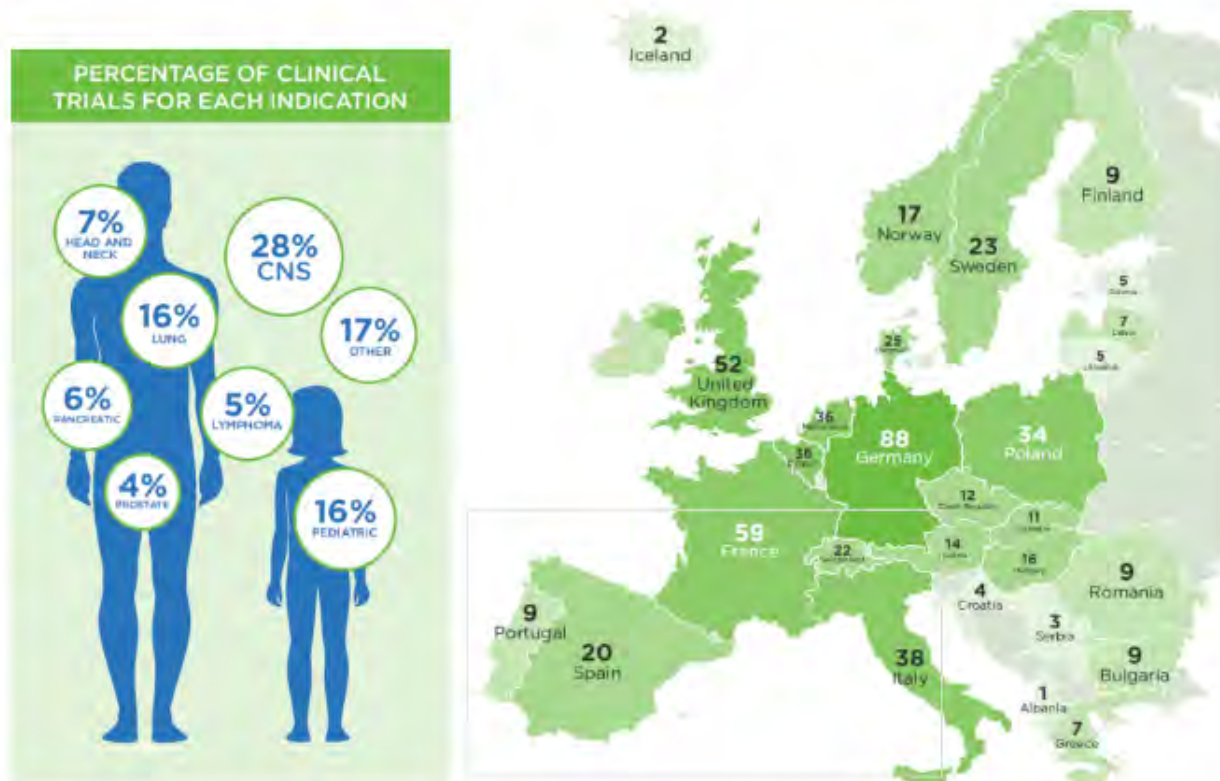 PERCENTAGE OF CLINICAL
TRIALS FOR EACH INDICATION
7%
HEAD AND
NECK
28%
CNS
16%
LUNG
17%
OTHER
6%
PANCREATIC
5%
LYMPHOMA
4%
PROSTATE
16%
PEDIATRIC
2
Iceland
9
Finland
17
Norway
23
Sweden
5
7
5
25
52
United
Kingdom
36
88
Germany
34
Poland
12
Czech Republic
11
59
France
22
14
16
Hungary
4
Croatia
9
Romania
3
Serbia
9
Portugal
20
Spain
38
Italy
9
Bulgaria
1
Albania
7
Greece